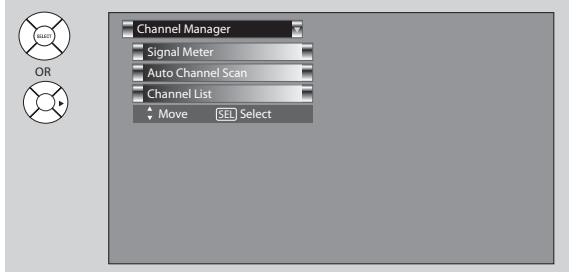 SELECT
OR
Channel Manager
Signal Meter
Auto Channel Scan
Channel List
Move SEL Select